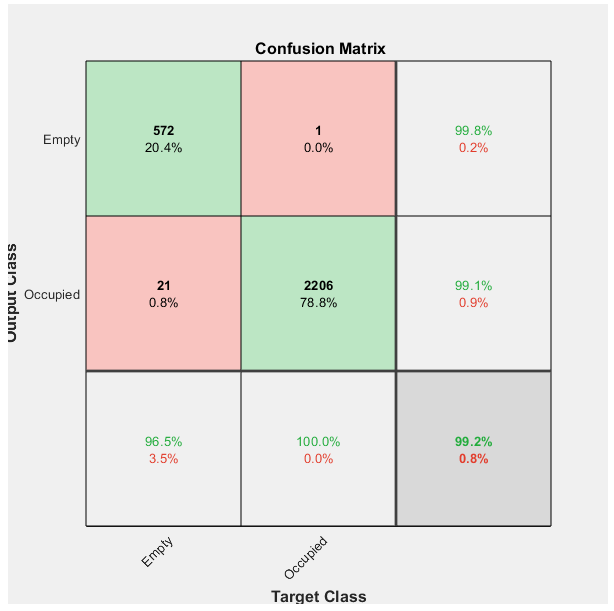 Confusion Matrix
Empty
572
20.4%
1
0.0%
99.8%
0.2%
Output Class
Occupied
21
0.8%
2206
78.8%
99.1%
0.9%
96.5%
3.5%
100.0%
0.0%
99.2%
0.8%
Empty
Occupied
Target Class